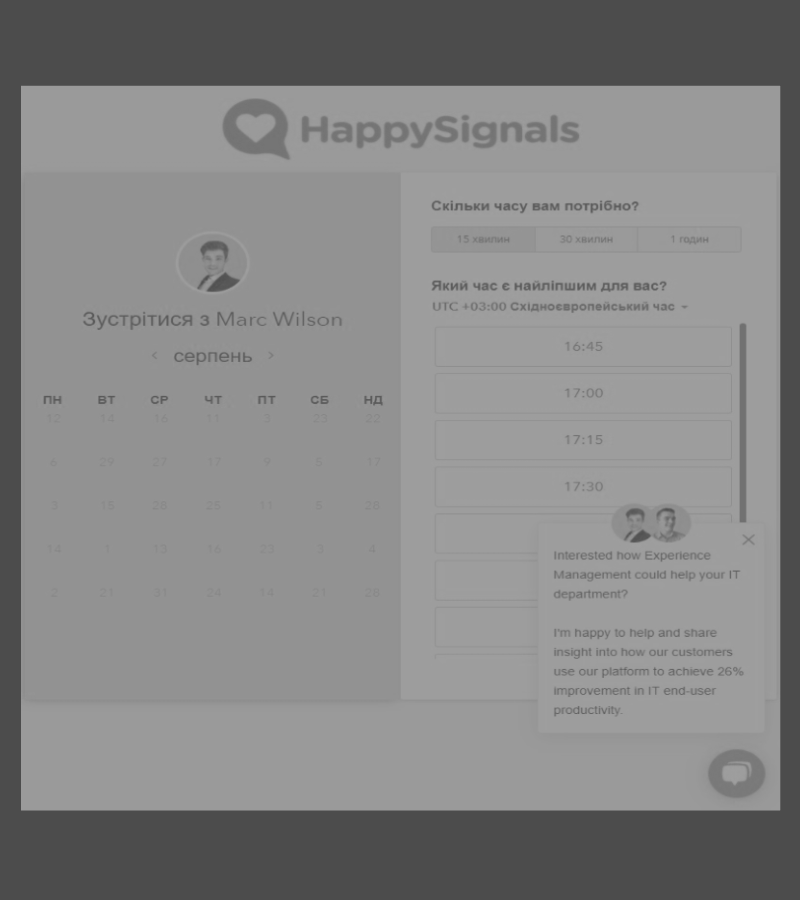 HappySignals
Зустрітися з Marc Wilson
серпень
ПН ВТ СР ЧТ ПТ СБ НД
12 14 16 11 3 23 22
6 29 27 17 9 5 17
3 15 26 25 11 5 26
14 1 13 16 23 3 4
2 21 31 24 14 21 28
Скільки часу вам потрібно?
15 хвилин 30 хвилин 1 годин
Який час є найліпшим для вас?
UTC +03:00 Східноєвропейський час
16:45
17:00
17:15
17:30
Interested how Experience
Management could help your IT
department?
I'm happy to help and share
insight into how our customers
use our platform to achieve 26%
improvement in IT end-user
productivity.